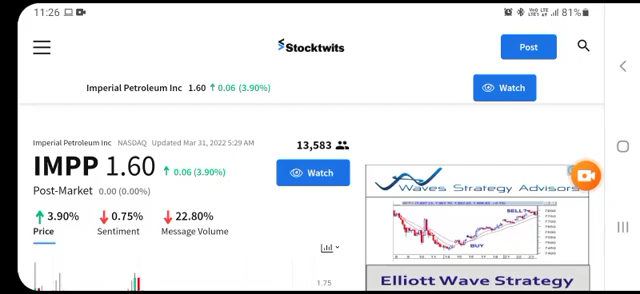 11:26
81%
Stocktwits
Post
Imperial Petroleum Inc 1.60 ↑ 0.06 (3.90%)
Watch
Imperial Petroleum Inc NASDAQ Updated Mar 31, 2022 5:29 AM
13,583
IMPP 1.60 ↑ 0.06 (3.90%)
Watch
Post-Market 0.00 (0.00%)
↑ 3.90% ↓ 0.75% ↓ 22.80%
Price Sentiment Message Volume
1.75
Waves Strategy Advisors
SELL
BUY
Elliott Wave Strategy